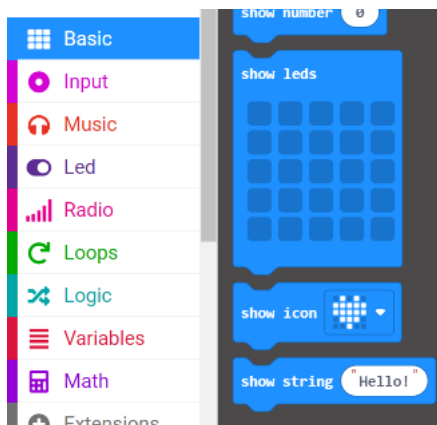 Basic
Input
Music
Led
Radio
Loops
Logic
Variables
Math
Extensions
show number 0
show leds
show icon
show string "Hello!"